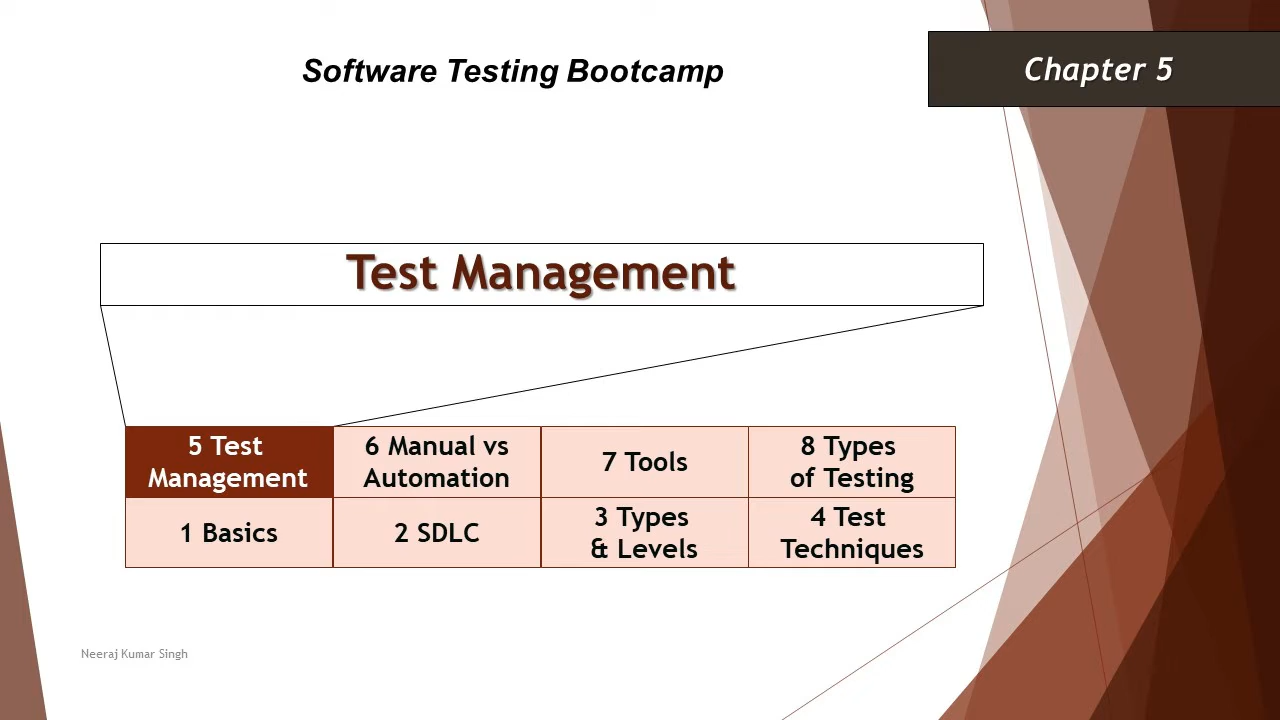 Software Testing Bootcamp
Chapter 5
Test Management
5 Test
Management
6 Manual vs
Automation
7 Tools
8 Types
of Testing
1 Basics
2 SDLC
3 Types
& Levels
4 Test
Techniques
Neeraj Kumar Singh